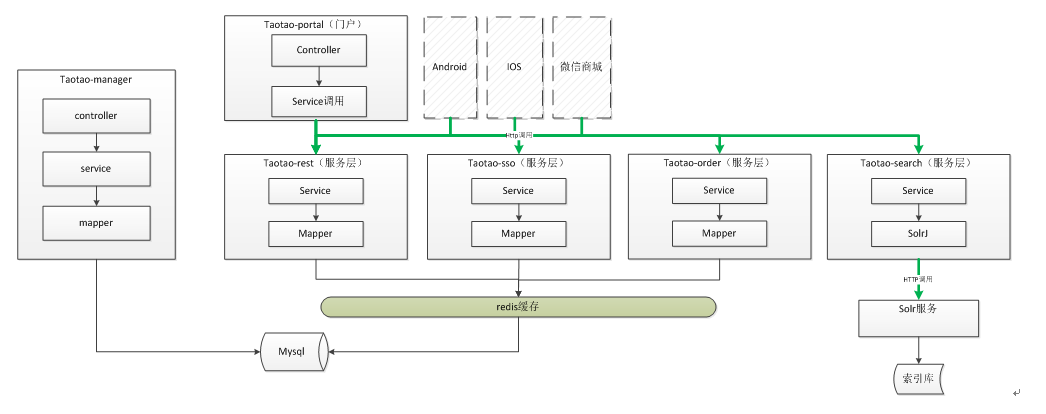 Taotao-portal（门户）
Controller
Service调用
Android
IOS
微信商城
Taotao-manager
controller
service
mapper
Http调用
Taotao-rest（服务层）
Service
Mapper
Taotao-sso（服务层）
Service
Mapper
Taotao-order（服务层）
Service
Mapper
Taotao-search（服务层）
Service
SolrJ
HTTP调用
redis缓存
Solr服务
Mysql
索引库